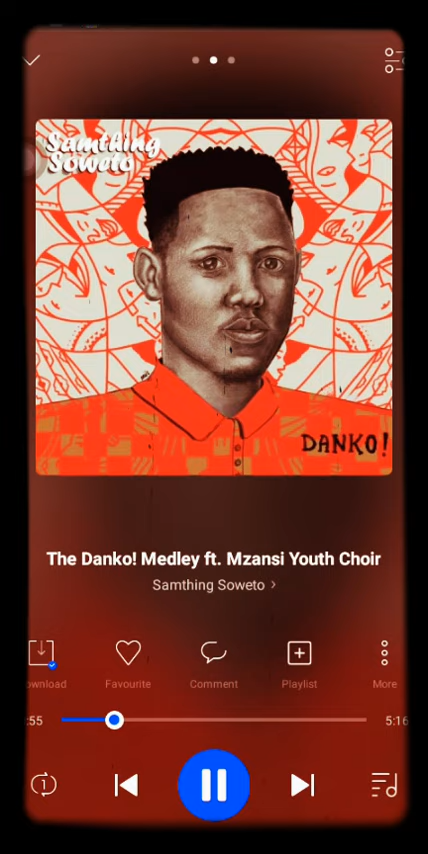 Samthing
Soweto
DANKO!
The Danko! Medley ft. Mzansi Youth Choir
Samthing Soweto
ownload
Favourite
Comment
Playlist
More
:55
5:16
1